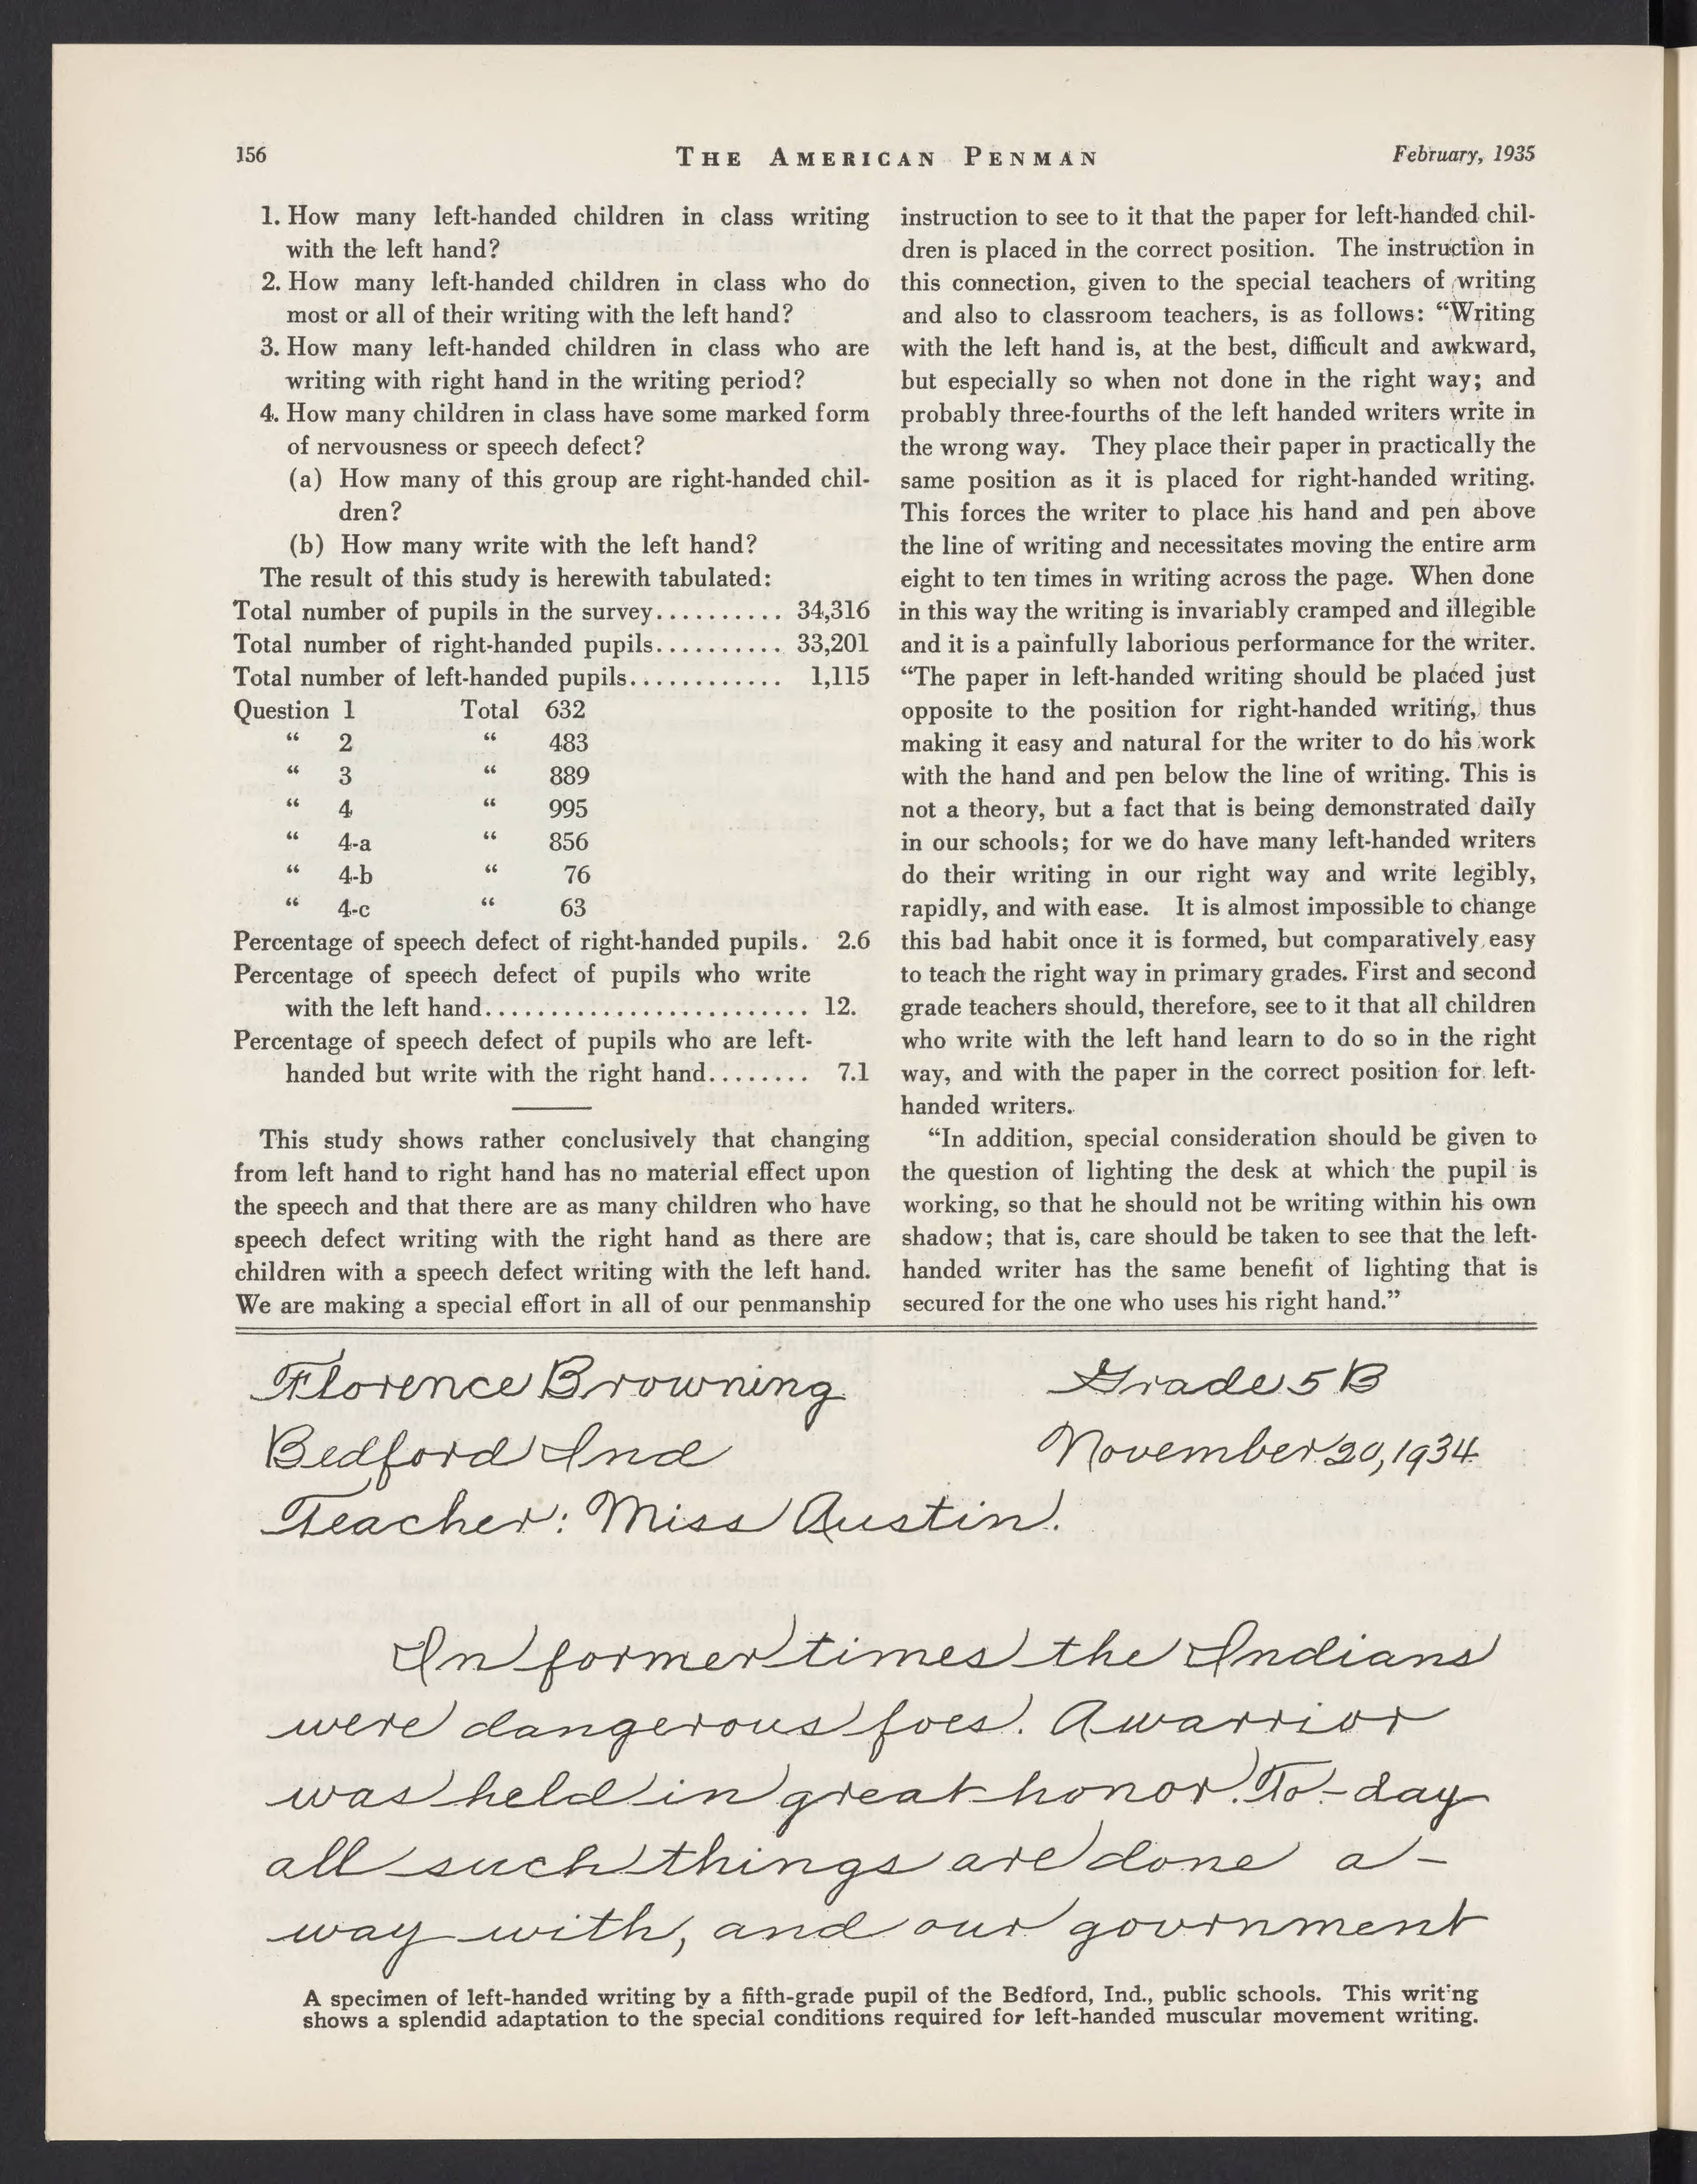 156
THE AMERICAN PENMAN
February, 1935
1. How many left-handed children in class writing
with the left hand?
2. How many left-handed children in class who do
most or all of their writing with the left hand?
3. How many left-handed children in class who are
writing with right hand in the writing period?
4. How many children in class have some marked form
of nervousness or speech defect?
(a) How many of this group are right-handed chil-
dren?
(b) How many write with the left hand?
The result of this study is herewith tabulated:
Total number of pupils in the survey.......... 34,316
Total number of right-handed pupils.......... 33,201
Total number of left-handed pupils............ 1,115
Question 1 Total 632
“ 2 “ 483
“ 3 “ 889
“ 4 “ 995
“ 4-a “ 856
“ 4-b “ 76
“ 4-c “ 63
Percentage of speech defect of right-handed pupils. 2.6
Percentage of speech defect of pupils who write
with the left hand......................... 12.
Percentage of speech defect of pupils who are left-
handed but write with the right hand........ 7.1
This study shows rather conclusively that changing
from left hand to right hand has no material effect upon
the speech and that there are as many children who have
speech defect writing with the right hand as there are
children with a speech defect writing with the left hand.
We are making a special effort in all of our penmanship
instruction to see to it that the paper for left-handed chil-
dren is placed in the correct position. The instruction in
this connection, given to the special teachers of writing
and also to classroom teachers, is as follows: “Writing
with the left hand is, at the best, difficult and awkward,
but especially so when not done in the right way; and
probably three-fourths of the left handed writers write in
the wrong way. They place their paper in practically the
same position as it is placed for right-handed writing.
This forces the writer to place his hand and pen above
the line of writing and necessitates moving the entire arm
eight to ten times in writing across the page. When done
in this way the writing is invariably cramped and illegible
and it is a painfully laborious performance for the writer.
“The paper in left-handed writing should be placed just
opposite to the position for right-handed writing, thus
making it easy and natural for the writer to do his work
with the hand and pen below the line of writing. This is
not a theory, but a fact that is being demonstrated daily
in our schools; for we do have many left-handed writers
do their writing in our right way and write legibly,
rapidly, and with ease. It is almost impossible to change
this bad habit once it is formed, but comparatively easy
to teach the right way in primary grades. First and second
grade teachers should, therefore, see to it that all children
who write with the left hand learn to do so in the right
way, and with the paper in the correct position for left-
handed writers.
“In addition, special consideration should be given to
the question of lighting the desk at which the pupil is
working, so that he should not be writing within his own
shadow; that is, care should be taken to see that the left-
handed writer has the same benefit of lighting that is
secured for the one who uses his right hand.”
Florence Browning Grade 5B
Bedford Ind November 20, 1934
Teacher: Miss Austin.
In former times the Indians
were dangerous foes. A warrior
was held in great honor. To-day
all such things are done a-
way with, and our govornment
A specimen of left-handed writing by a fifth-grade pupil of the Bedford, Ind., public schools. This writing
shows a splendid adaptation to the special conditions required for left-handed muscular movement writing.